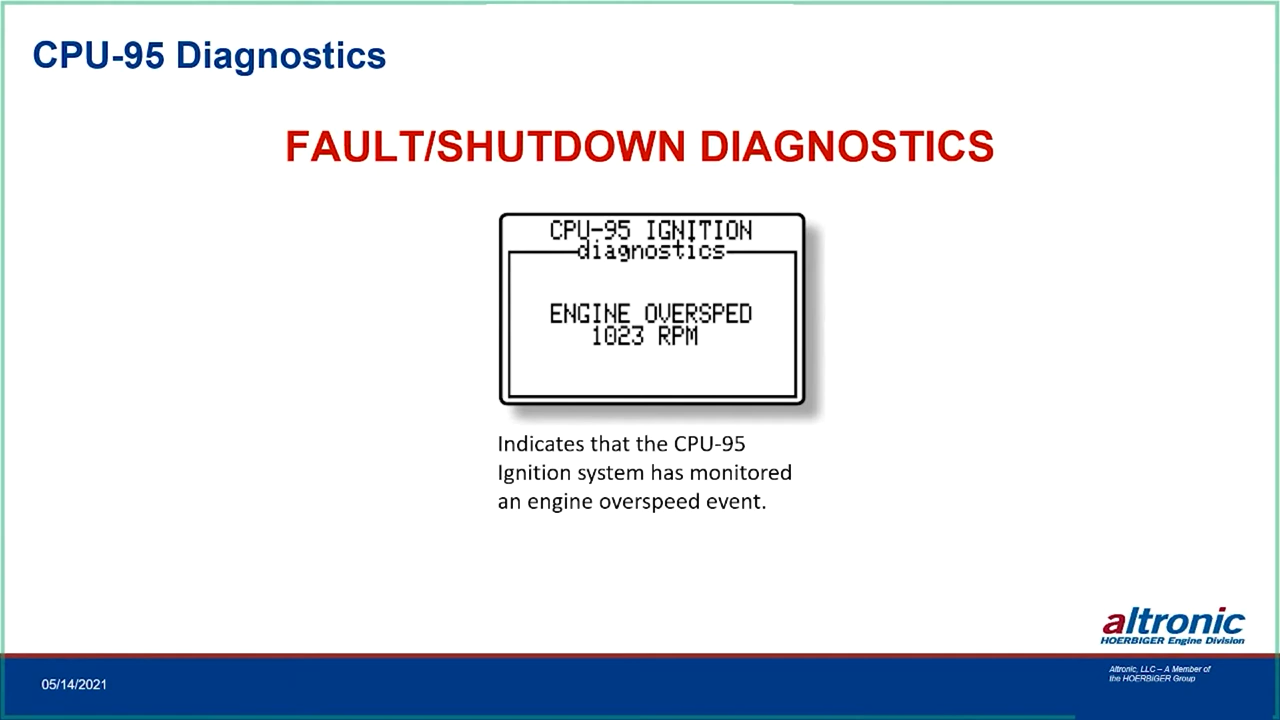 CPU-95 Diagnostics
FAULT/SHUTDOWN DIAGNOSTICS
CPU-95 IGNITION
diagnostics
ENGINE OVERSPED
1023 RPM
Indicates that the CPU-95
Ignition system has monitored
an engine overspeed event.
altronic
HOERBIGER Engine Division
Altronic, LLC – A Member of
the HOERBIGER Group
05/14/2021